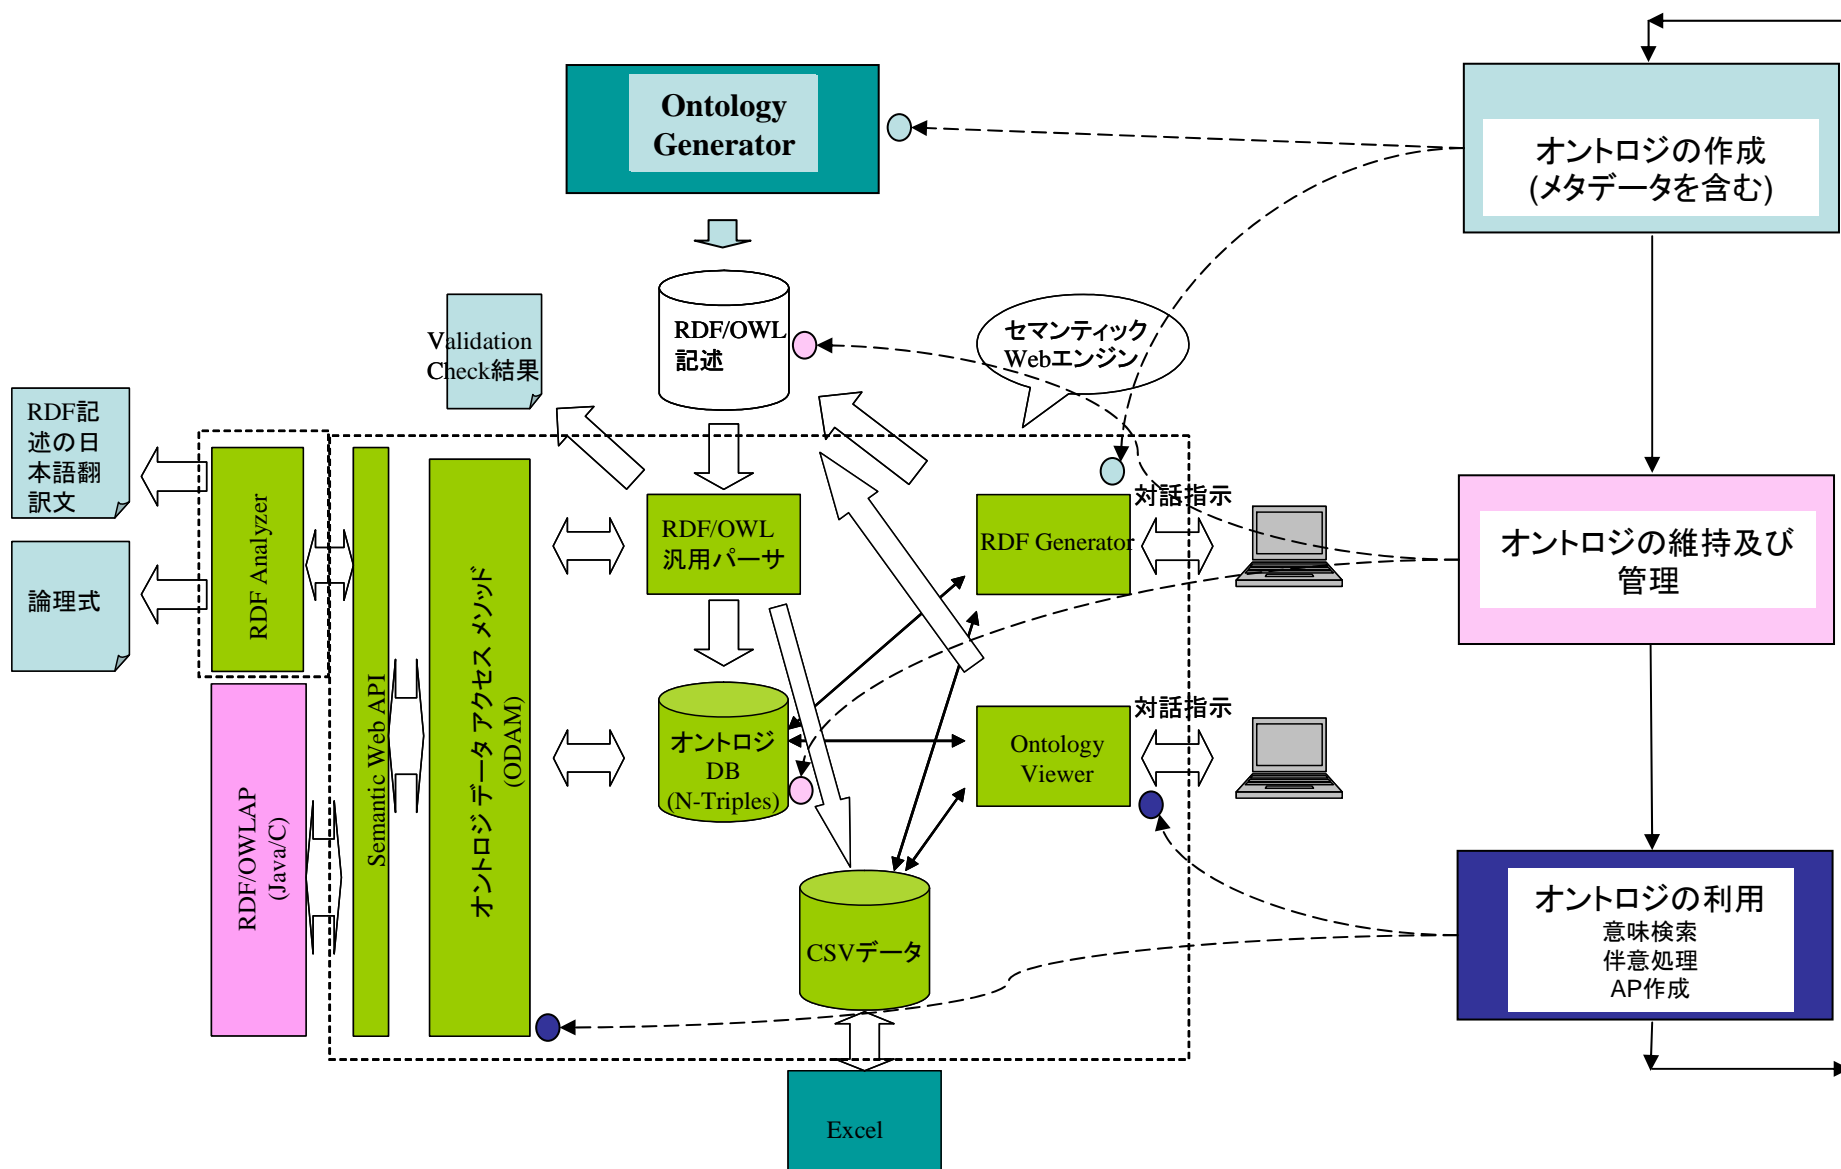 Ontology
Generator
オントロジの作成
(メタデータを含む)
RDF/OWL
記述
セマンティック
Webエンジン
Validation
Check結果
RDF記
述の日
本語翻
訳文
論理式
RDF Analyzer
RDF/OWLAP
(Java/C)
Semantic Web API
オントロジ データ アクセス メソッド
(ODAM)
RDF/OWL
汎用パーサ
RDF Generator
対話指示
オントロジの維持及び
管理
オントロジ
DB
(N-Triples)
Ontology
Viewer
対話指示
CSVデータ
オントロジの利用
意味検索
伴意処理
AP作成
Excel